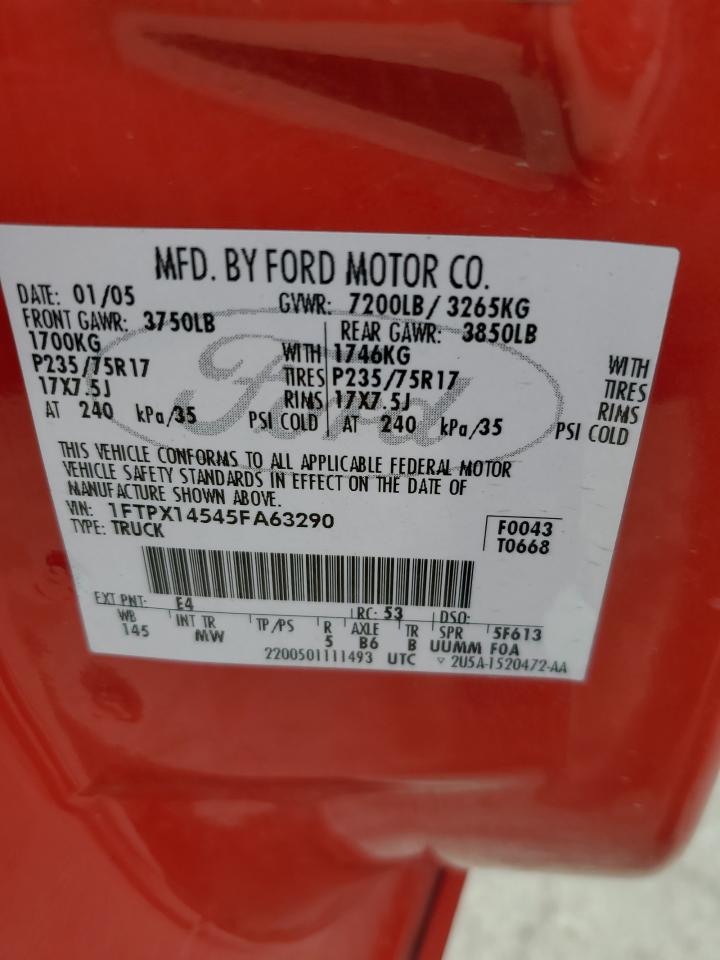 MFD. BY FORD MOTOR CO.
DATE: 01/05 GVWR: 7200LB/ 3265KG
FRONT GAWR: 3750LB REAR GAWR: 3850LB
1700KG WITH 1746KG WITH
P235/75R17 TIRES P235/75R17 TIRES
17X7.5J RIMS 17X7.5J RIMS
AT 240 kPa/35 PSI COLD AT 240 kPa/35 PSI COLD
Ford
THIS VEHICLE CONFORMS TO ALL APPLICABLE FEDERAL MOTOR
VEHICLE SAFETY STANDARDS IN EFFECT ON THE DATE OF
MANUFACTURE SHOWN ABOVE.
VIN: 1FTPX14545FA63290 F0043
TYPE: TRUCK T0668
EXT PNT: E4 RC: 53 DSO:
WB INT TR TP/PS R AXLE TR SPR 5F613
145 MW 5 B6 B UUMM F0A
2200501111493 UTC ▽ 2U5A-1520472-AA